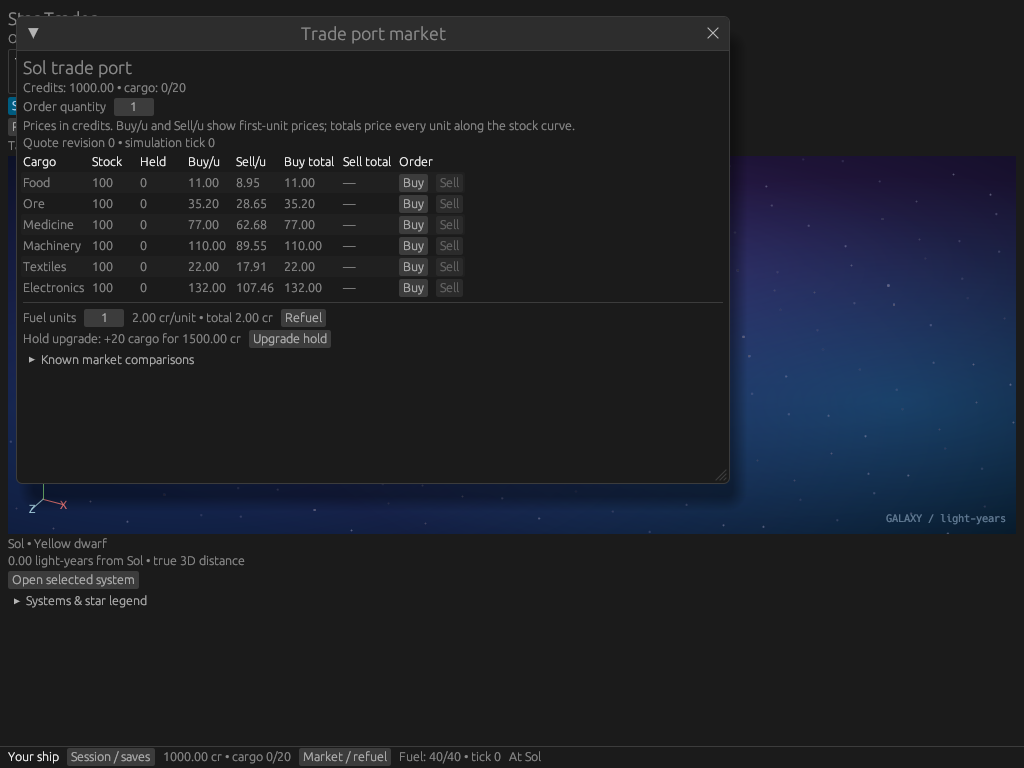 Trade port market
Sol trade port
Credits: 1000.00 • cargo: 0/20
Order quantity 1
Prices in credits. Buy/u and Sell/u show first-unit prices; totals price every unit along the stock curve.
Quote revision 0 • simulation tick 0
Cargo Stock Held Buy/u Sell/u Buy total Sell total Order
Food 100 0 11.00 8.95 11.00 — Buy Sell
Ore 100 0 35.20 28.65 35.20 — Buy Sell
Medicine 100 0 77.00 62.68 77.00 — Buy Sell
Machinery 100 0 110.00 89.55 110.00 — Buy Sell
Textiles 100 0 22.00 17.91 22.00 — Buy Sell
Electronics 100 0 132.00 107.46 132.00 — Buy Sell
Fuel units 1 2.00 cr/unit • total 2.00 cr Refuel
Hold upgrade: +20 cargo for 1500.00 cr Upgrade hold
Known market comparisons
Z X
GALAXY / light-years
Sol • Yellow dwarf
0.00 light-years from Sol • true 3D distance
Open selected system
Systems & star legend
Your ship Session / saves 1000.00 cr • cargo 0/20 Market / refuel Fuel: 40/40 • tick 0 At Sol